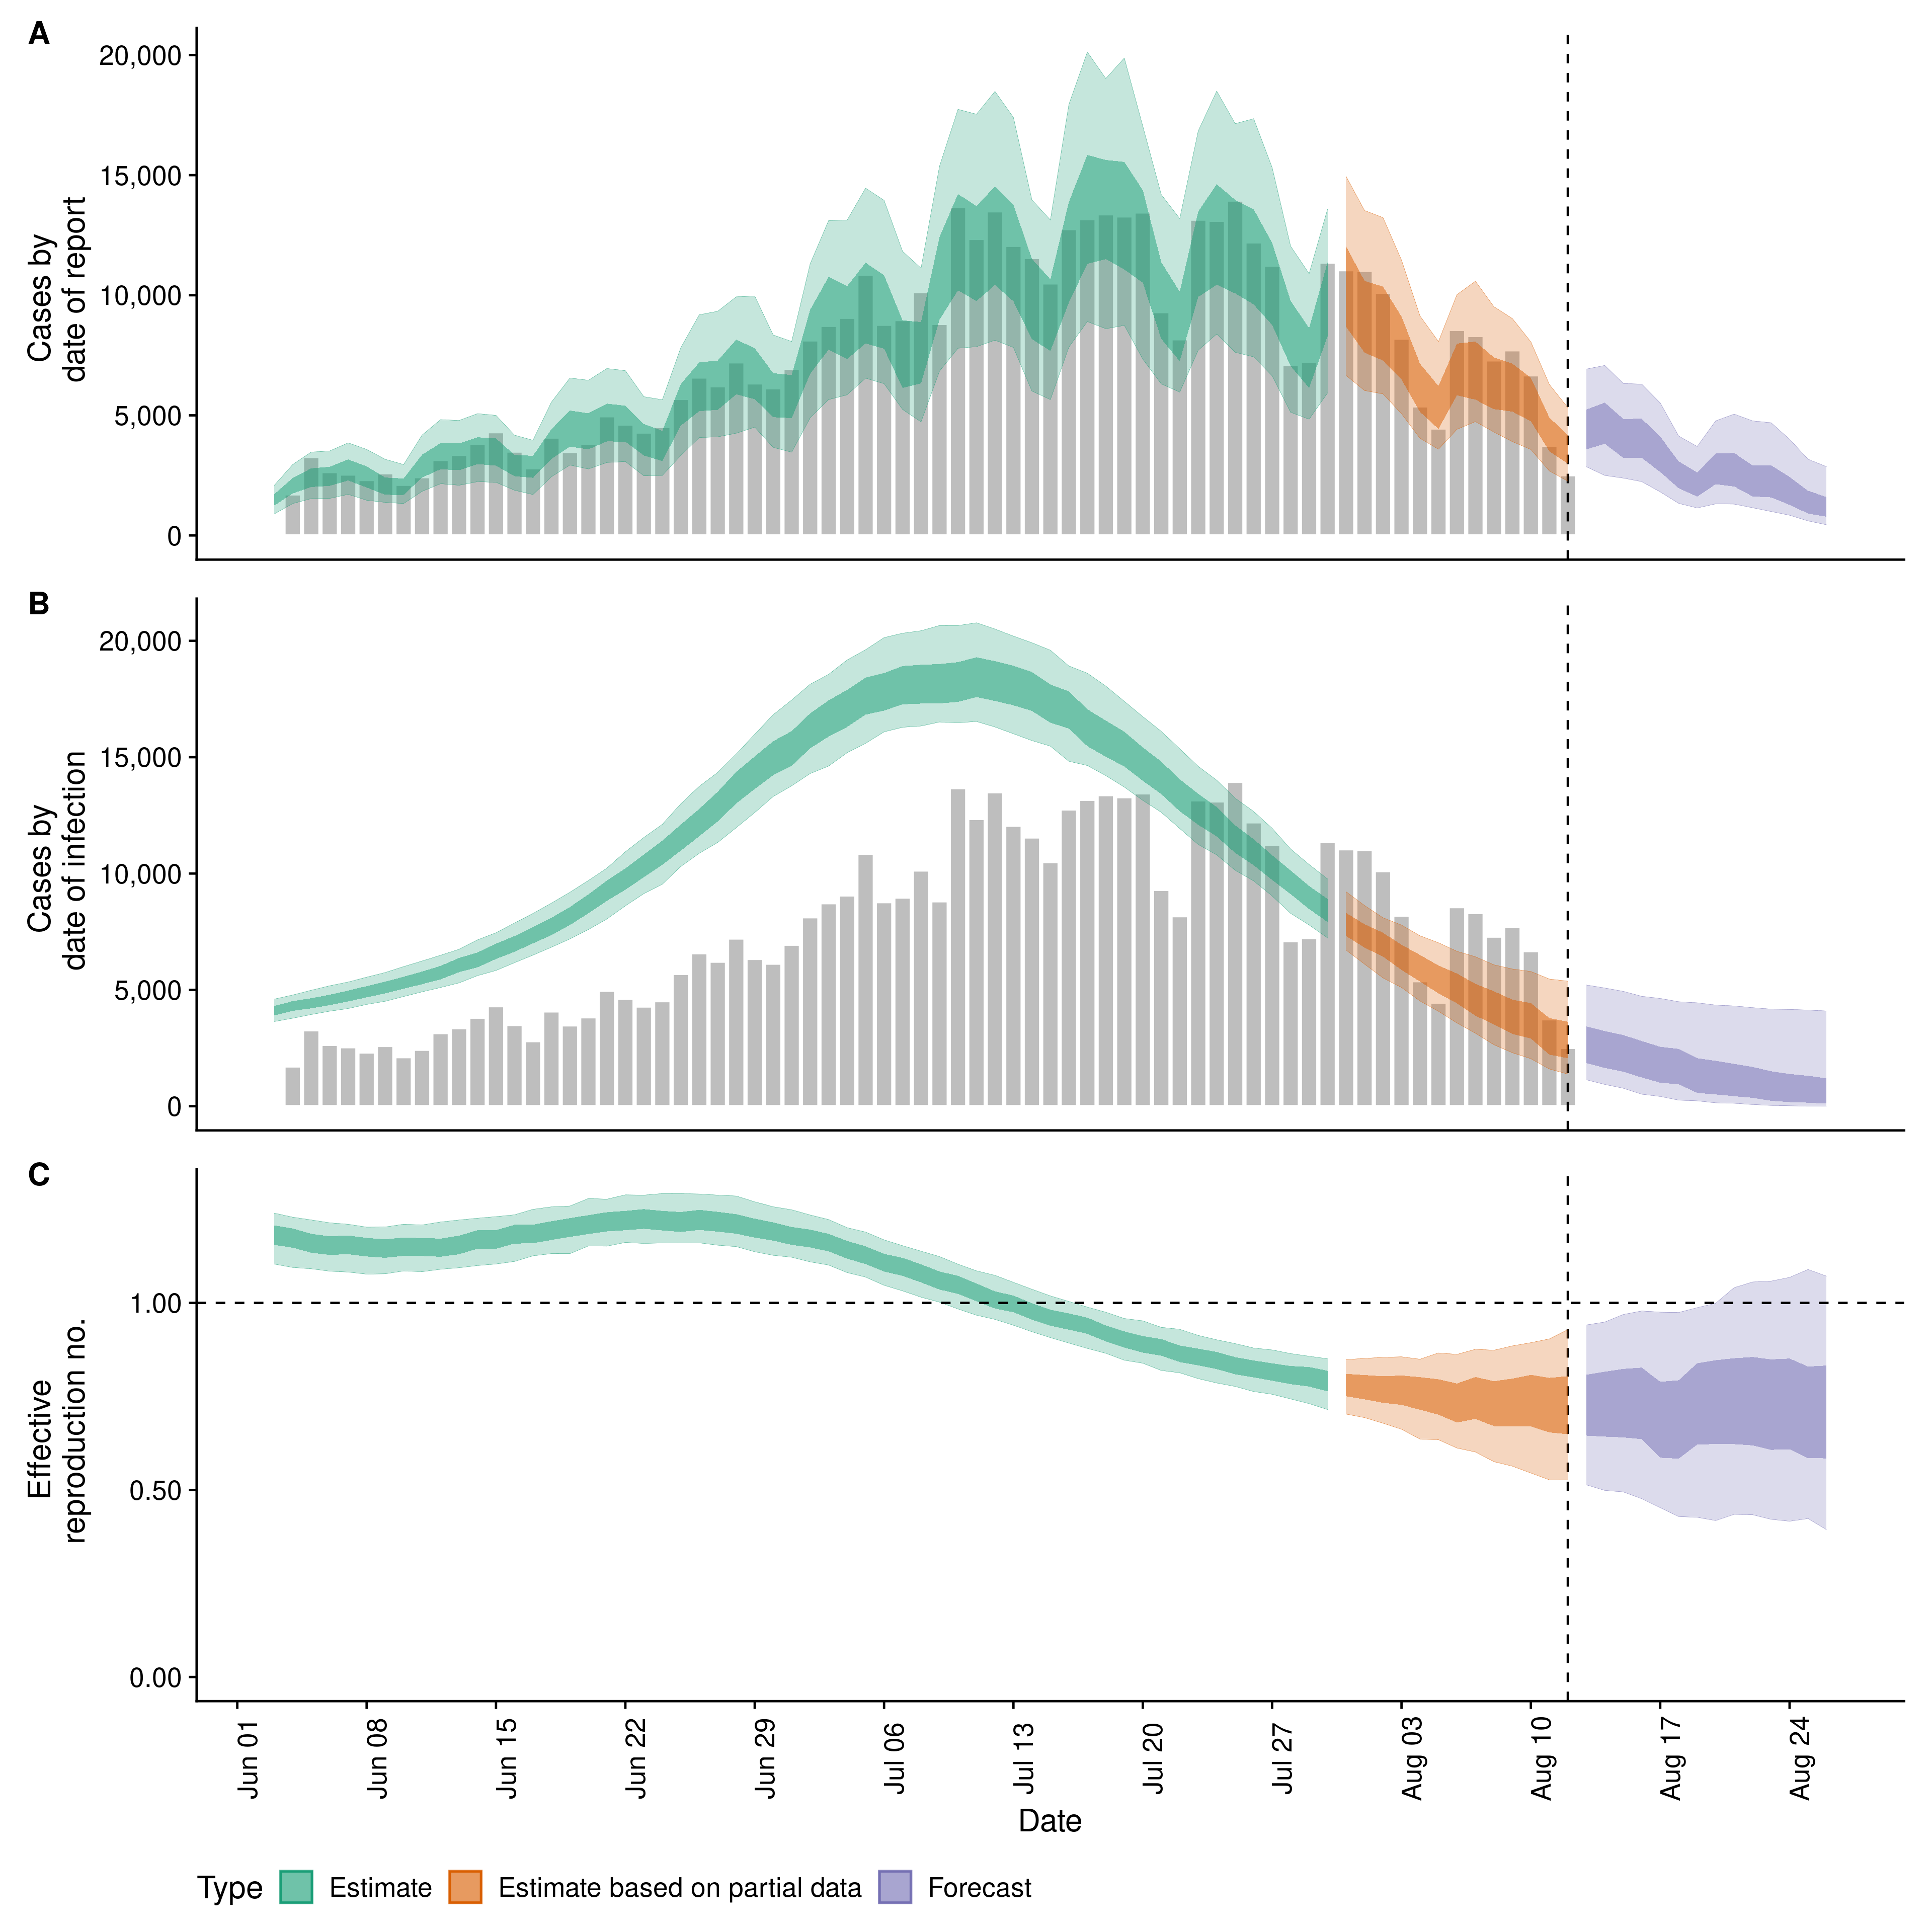 A
Cases by
date of report
20,000
15,000
10,000
5,000
0
B
Cases by
date of infection
20,000
15,000
10,000
5,000
0
C
Effective
reproduction no.
1.00
0.50
0.00
Jun 01
Jun 08
Jun 15
Jun 22
Jun 29
Jul 06
Jul 13
Jul 20
Jul 27
Aug 03
Aug 10
Aug 17
Aug 24
Date
Type
Estimate
Estimate based on partial data
Forecast